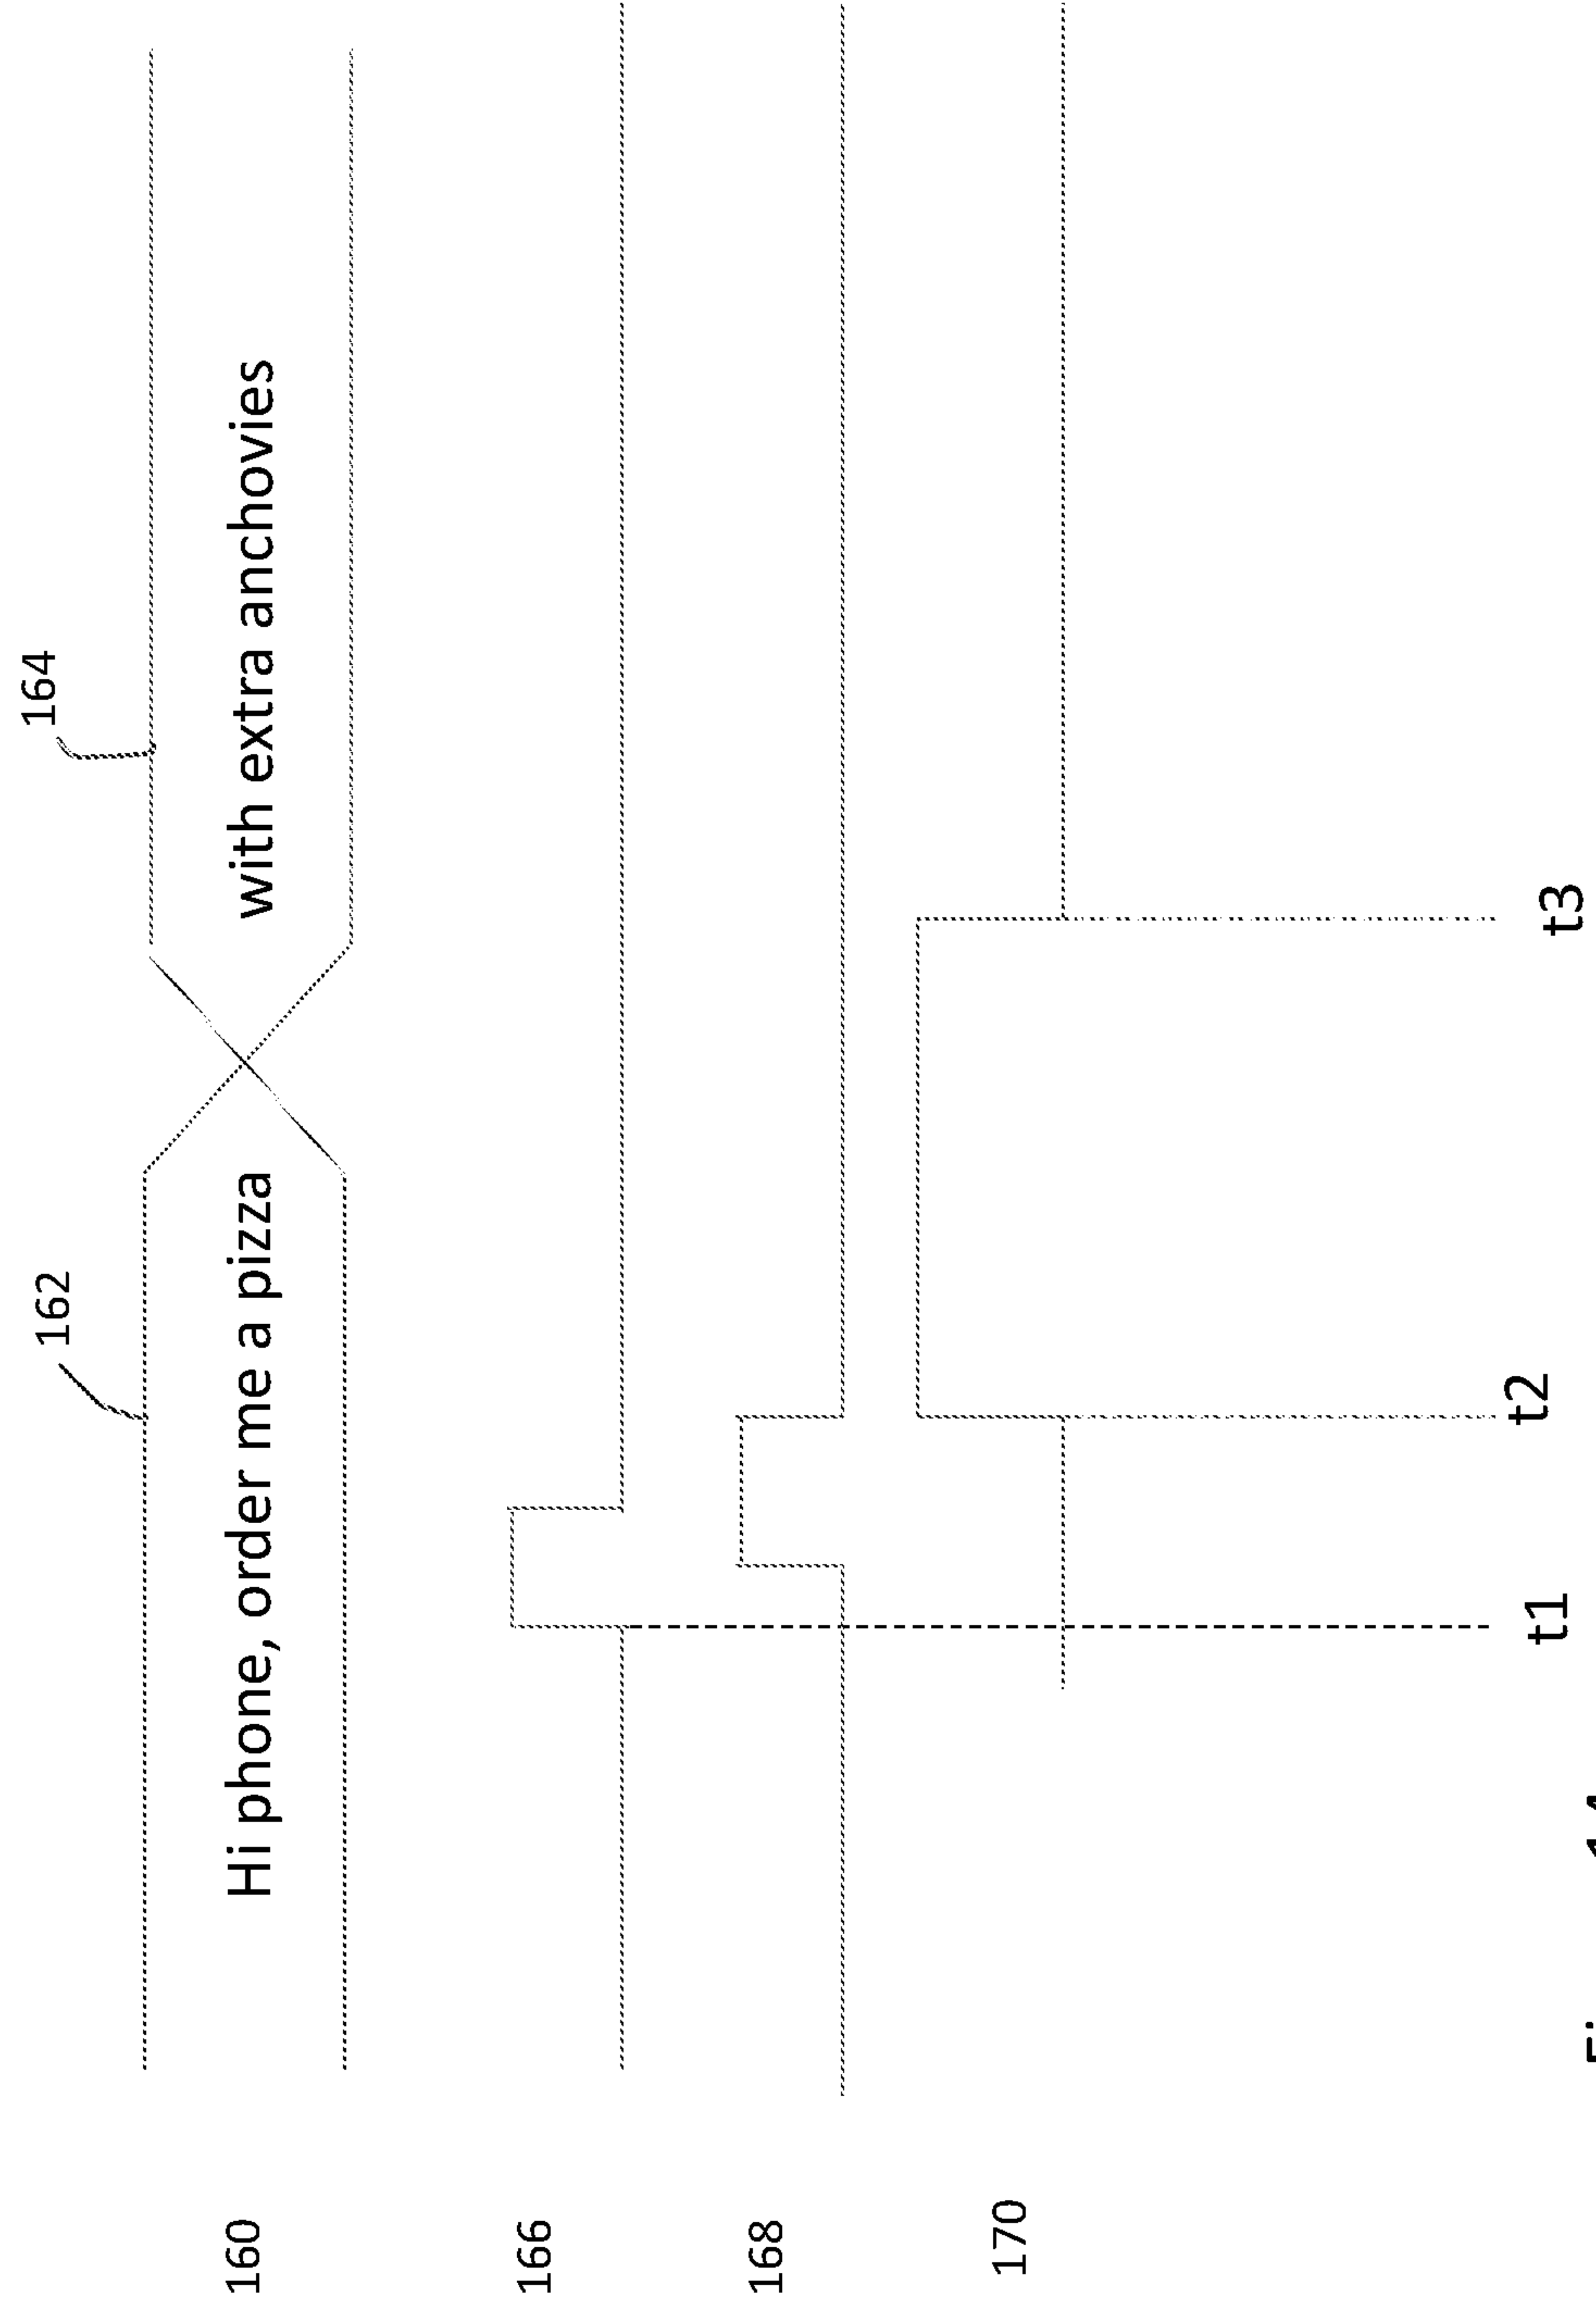 162
164
160
Hi phone, order me a pizza
with extra anchovies
166
168
170
t1
t2
t3